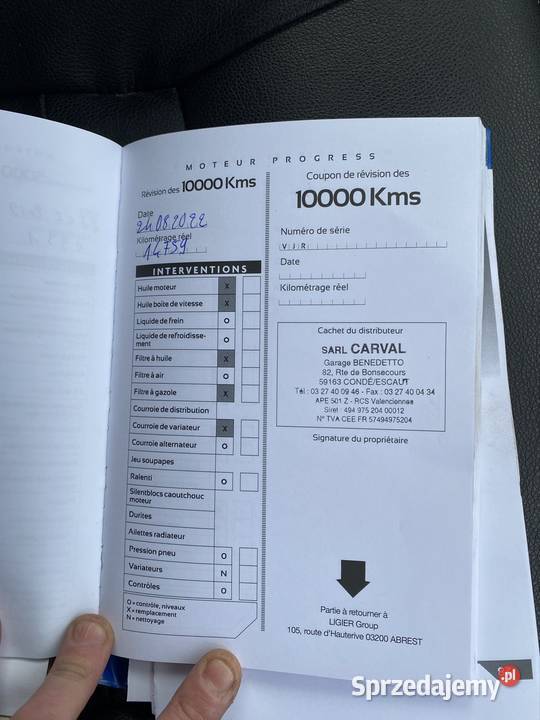 MOTEUR PROGRESS
Révision des 10000 Kms
Date
24.08.2022
Kilométrage réel
14739
INTERVENTIONS
Huile moteur X
Huile boite de vitesse X
Liquide de frein O
Liquide de refroidisse-
ment O
Filtre à huile X
Filtre à air O
Filtre à gazole X
Courroie de distribution
Courroie de variateur X
Courroie alternateur O
Jeu soupapes
Ralenti O
Silentblocs caoutchouc
moteur
Durites
Ailettes radiateur
Pression pneu O
Variateurs N
Contrôles O
O = contrôle, niveaux
X = remplacement
N = nettoyage
Coupon de révision des
10000 Kms
Numéro de série
V J R
Date
Kilométrage réel
Cachet du distributeur
SARL CARVAL
Garage BENEDETTO
82, Rte de Bonsecours
59163 CONDÉ/ESCAUT
Tél : 03 27 40 09 46 - Fax : 03 27 40 04 34
APE 501 Z - RCS Valenciennes
Siret : 494 975 204 00012
N° TVA CEE FR 57494975204
Signature du propriétaire
Partie à retourner à
LIGIER Group
105, route d'Hauterive 03200 ABREST
Sprzedajemy.pl